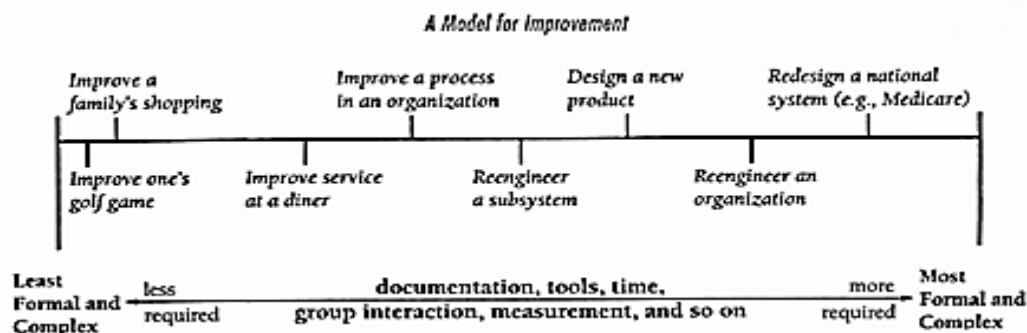 A Model for Improvement
Improve a
family's shopping
Improve a process
in an organization
Design a new
product
Redesign a national
system (e.g., Medicare)
Improve one's
golf game
Improve service
at a diner
Reengineer
a subsystem
Reengineer an
organization
Least
Formal and
Complex
less
required
documentation, tools, time,
group interaction, measurement, and so on
more
required
Most
Formal and
Complex